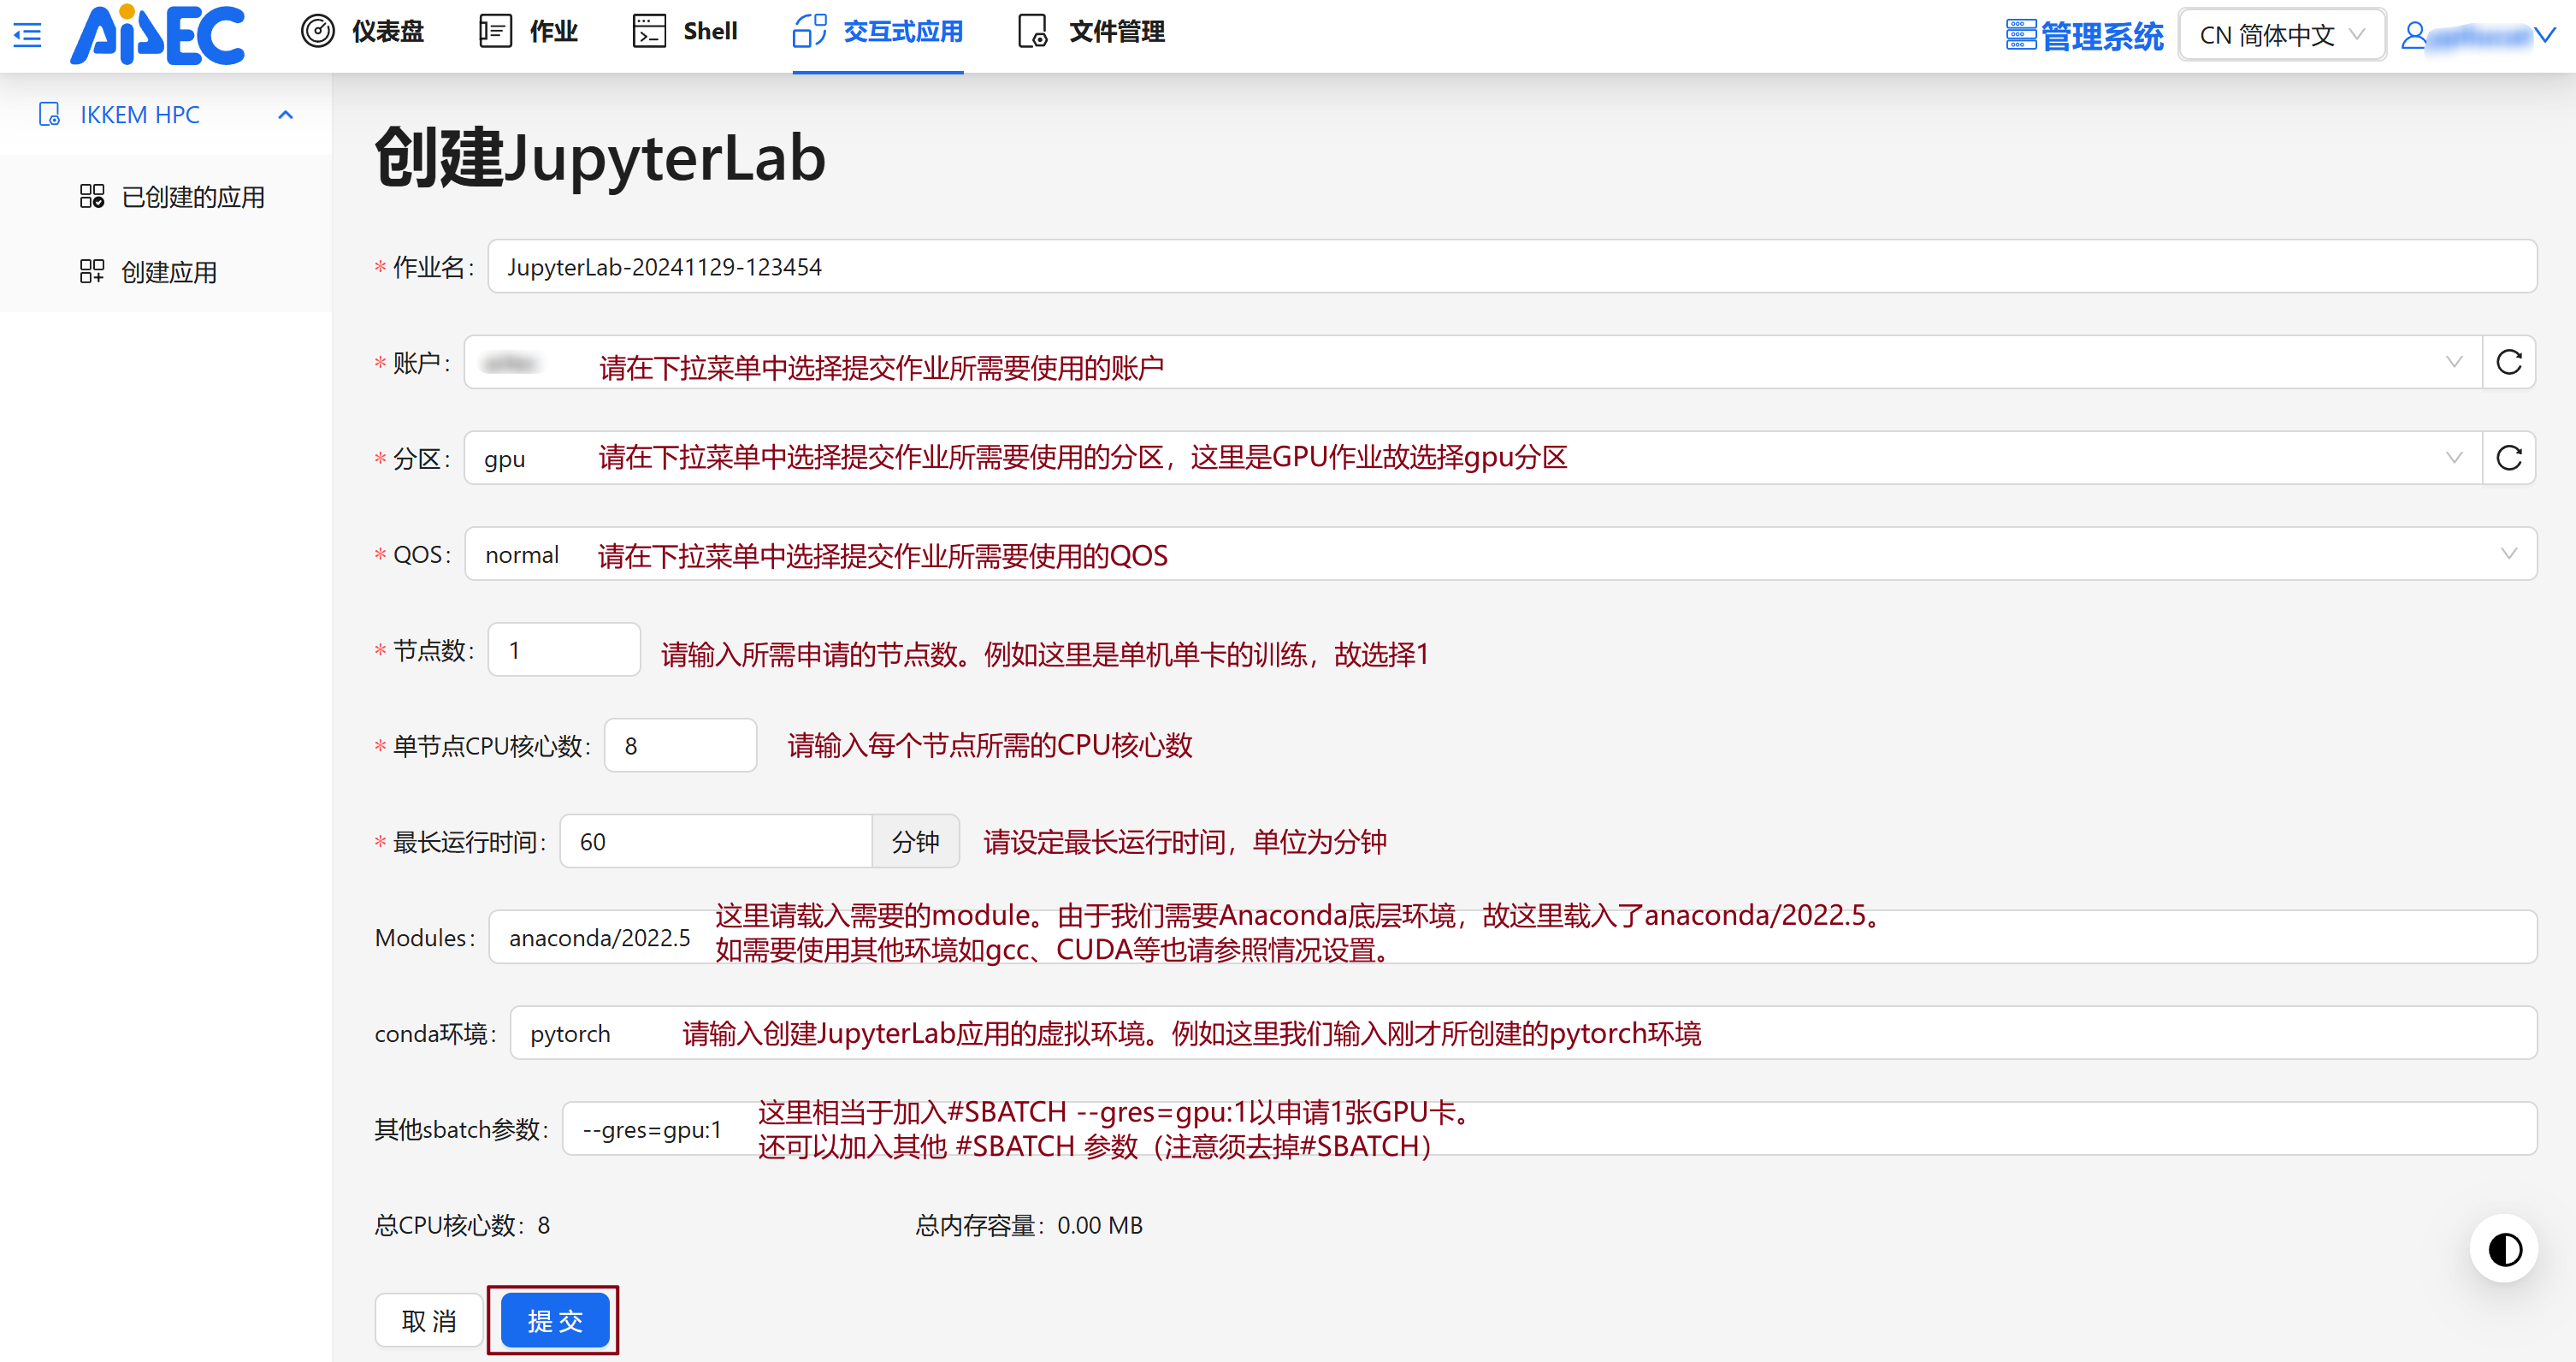 AiSEC
仪表盘
作业
Shell
交互式应用
文件管理
管理系统
CN 简体中文
IKKEM HPC
已创建的应用
创建应用
创建JupyterLab
* 作业名: JupyterLab-20241129-123454
* 账户: 请在下拉菜单中选择提交作业所需要使用的账户
* 分区: gpu 请在下拉菜单中选择提交作业所需要使用的分区，这里是GPU作业故选择gpu分区
* QOS: normal 请在下拉菜单中选择提交作业所需要使用的QOS
* 节点数: 1 请输入所需申请的节点数。例如这里是单机单卡的训练，故选择1
* 单节点CPU核心数: 8 请输入每个节点所需的CPU核心数
* 最长运行时间: 60 分钟 请设定最长运行时间，单位为分钟
Modules: anaconda/2022.5 这里请载入需要的module。由于我们需要Anaconda底层环境，故这里载入了anaconda/2022.5。
如需要使用其他环境如gcc、CUDA等也请参照情况设置。
conda环境: pytorch 请输入创建JupyterLab应用的虚拟环境。例如这里我们输入刚才所创建的pytorch环境
其他sbatch参数: --gres=gpu:1 这里相当于加入#SBATCH --gres=gpu:1以申请1张GPU卡。
还可以加入其他 #SBATCH 参数（注意须去掉#SBATCH）
总CPU核心数: 8 总内存容量: 0.00 MB
取 消 提 交